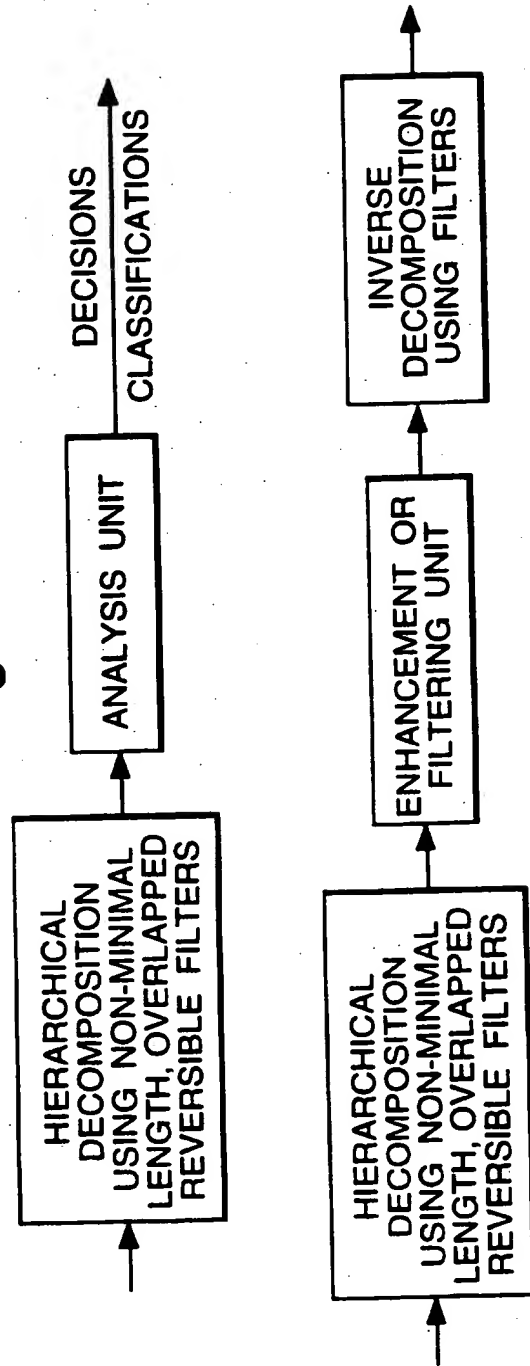 HIERARCHICAL
DECOMPOSITION
USING NON-MINIMAL
LENGTH, OVERLAPPED
REVERSIBLE FILTERS
ANALYSIS UNIT
DECISIONS
CLASSIFICATIONS
HIERARCHICAL
DECOMPOSITION
USING NON-MINIMAL
LENGTH, OVERLAPPED
REVERSIBLE FILTERS
ENHANCEMENT OR
FILTERING UNIT
INVERSE
DECOMPOSITION
USING FILTERS